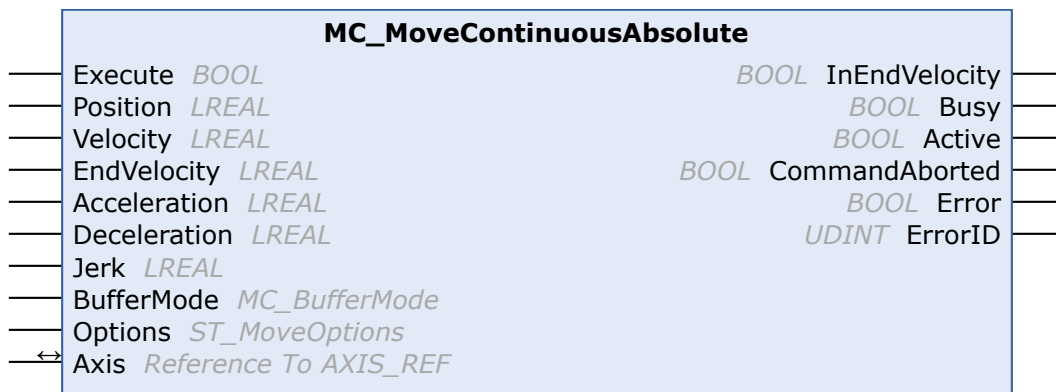 MC_MoveContinuousAbsolute
Execute BOOL BOOL InEndVelocity
Position LREAL BOOL Busy
Velocity LREAL BOOL Active
EndVelocity LREAL BOOL CommandAborted
Acceleration LREAL BOOL Error
Deceleration LREAL UDINT ErrorID
Jerk LREAL
BufferMode MC_BufferMode
Options ST_MoveOptions
↔ Axis Reference To AXIS_REF